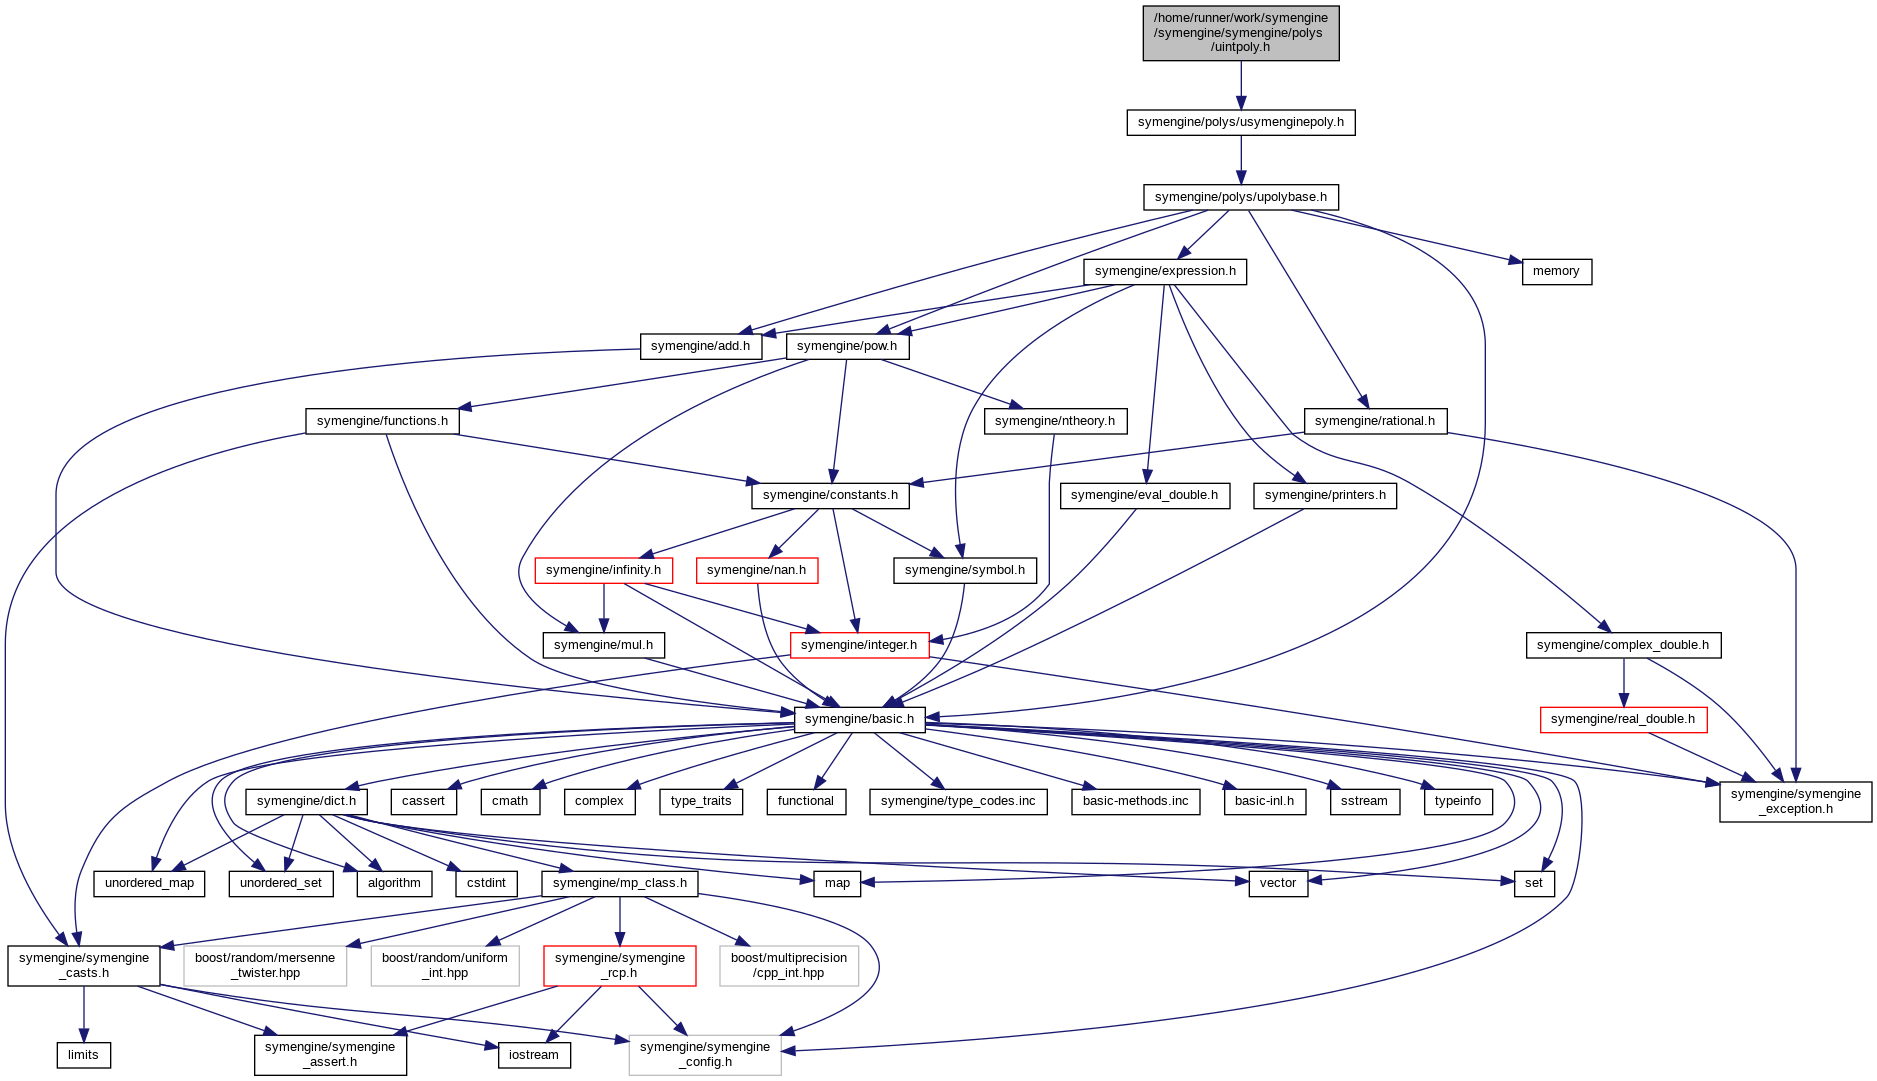 /home/runner/work/symengine
/symengine/symengine/polys
/uintpoly.h
symengine/polys/usymenginepoly.h
symengine/polys/upolybase.h
symengine/expression.h
memory
symengine/add.h
symengine/pow.h
symengine/functions.h
symengine/ntheory.h
symengine/rational.h
symengine/constants.h
symengine/eval_double.h
symengine/printers.h
symengine/infinity.h
symengine/nan.h
symengine/symbol.h
symengine/mul.h
symengine/integer.h
symengine/complex_double.h
symengine/basic.h
symengine/real_double.h
symengine/dict.h
cassert
cmath
complex
type_traits
functional
symengine/type_codes.inc
basic-methods.inc
basic-inl.h
sstream
typeinfo
symengine/symengine
_exception.h
unordered_map
unordered_set
algorithm
cstdint
symengine/mp_class.h
map
vector
set
symengine/symengine
_casts.h
boost/random/mersenne
_twister.hpp
boost/random/uniform
_int.hpp
symengine/symengine
_rcp.h
boost/multiprecision
/cpp_int.hpp
limits
symengine/symengine
_assert.h
iostream
symengine/symengine
_config.h